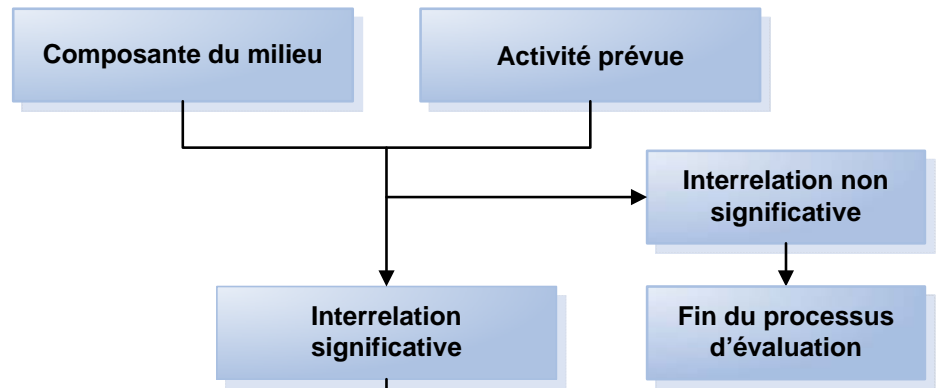 Composante du milieu
Activité prévue
Interrelation non
significative
Interrelation
significative
Fin du processus
d'évaluation